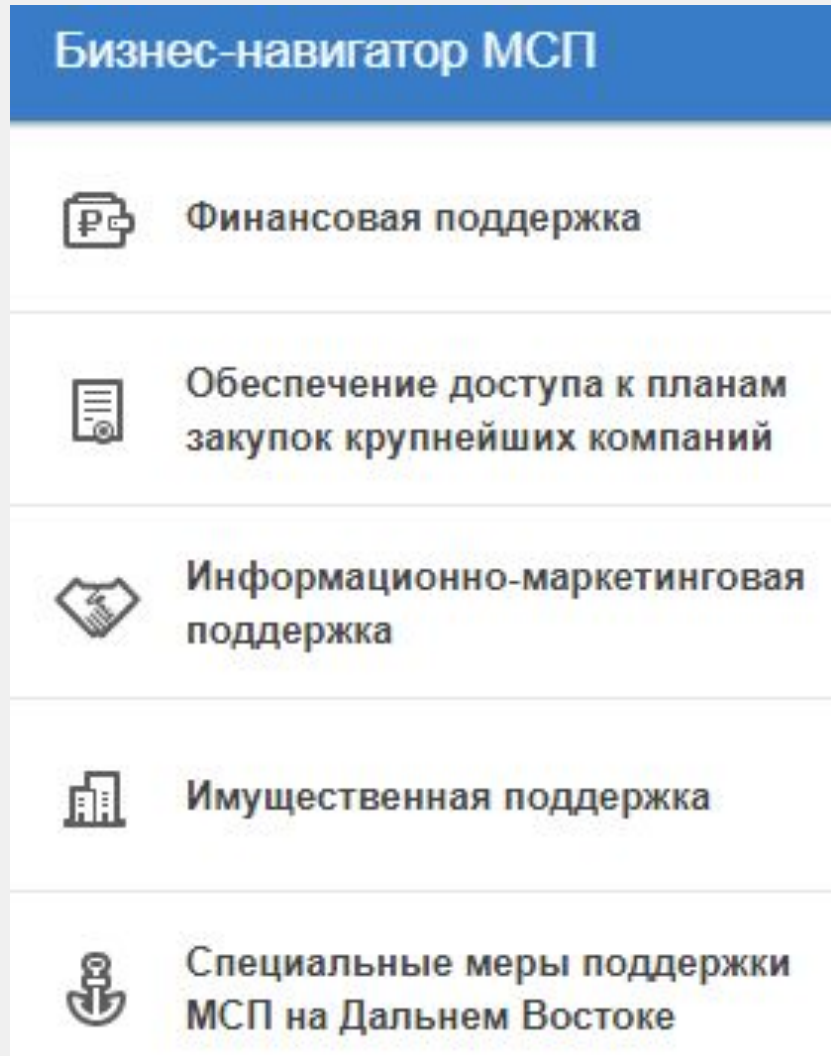 Бизнес-навигатор МСП
Финансовая поддержка
Обеспечение доступа к планам
закупок крупнейших компаний
Информационно-маркетинговая
поддержка
Имущественная поддержка
Специальные меры поддержки
МСП на Дальнем Востоке